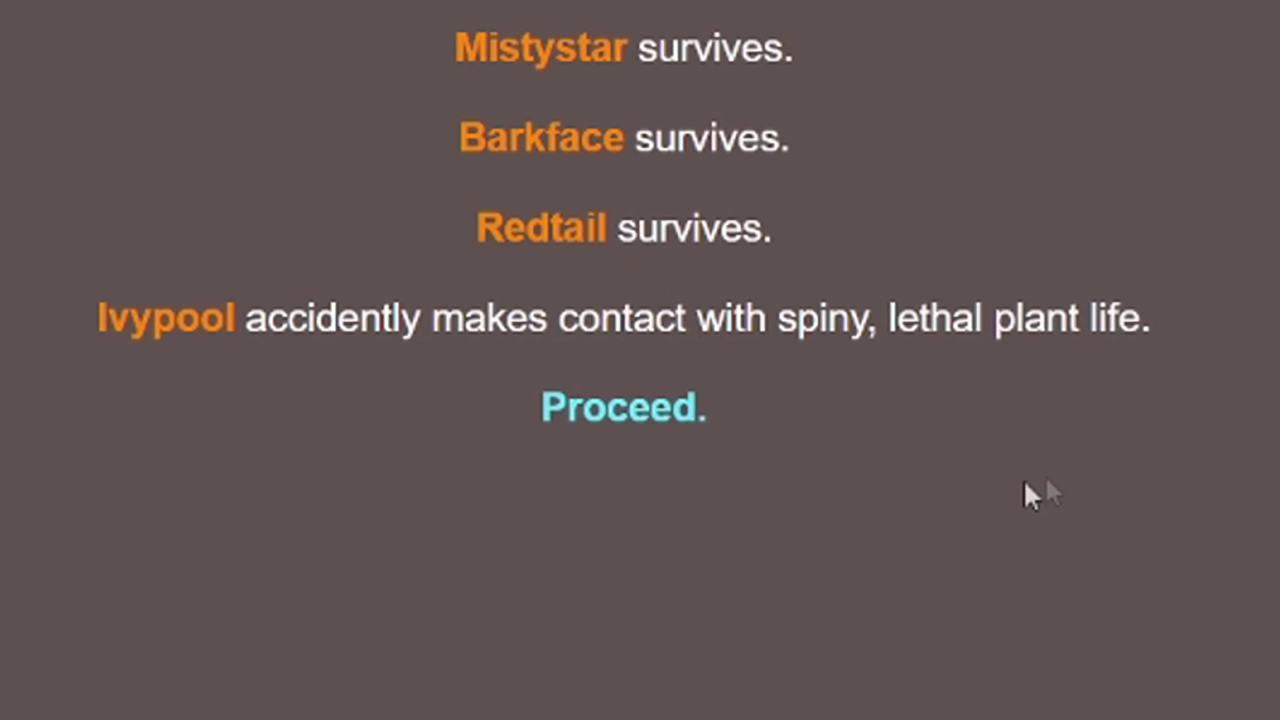 Mistystar survives.
Barkface survives.
Redtail survives.
Ivypool accidently makes contact with spiny, lethal plant life.
Proceed.